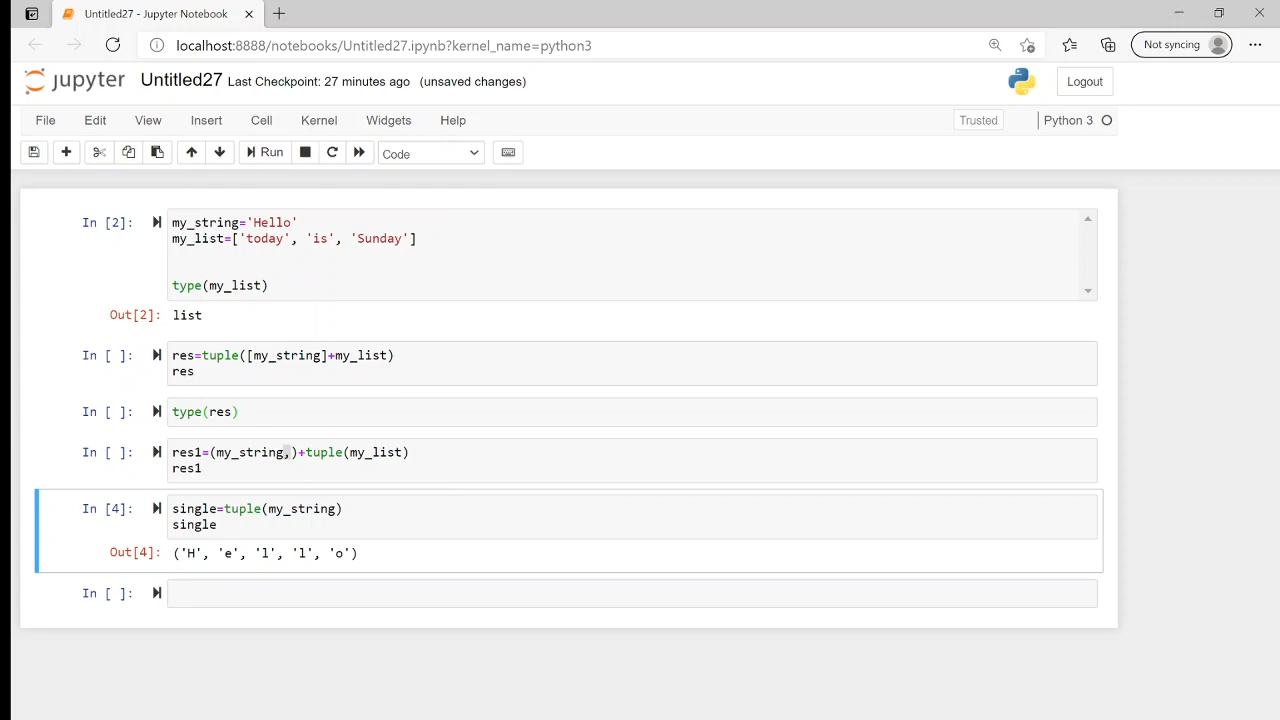 Untitled27 - Jupyter Notebook
localhost:8888/notebooks/Untitled27.ipynb?kernel_name=python3
Not syncing
jupyter Untitled27 Last Checkpoint: 7 minutes ago (unsaved changes)
Logout
File Edit View Insert Cell Kernel Widgets Help
Trusted
Python 3
Run
Code
In [2]: my_string='Hello'
my_list=['today', 'is', 'Sunday']
type(my_list)
Out[2]: list
In [ ]: res=tuple([my_string]+my_list)
res
In [ ]: type(res)
In [ ]: res1=(my_string,)+tuple(my_list)
res1
In [4]: single=tuple(my_string)
single
Out[4]: ('H', 'e', 'l', 'l', 'o')
In [ ]: